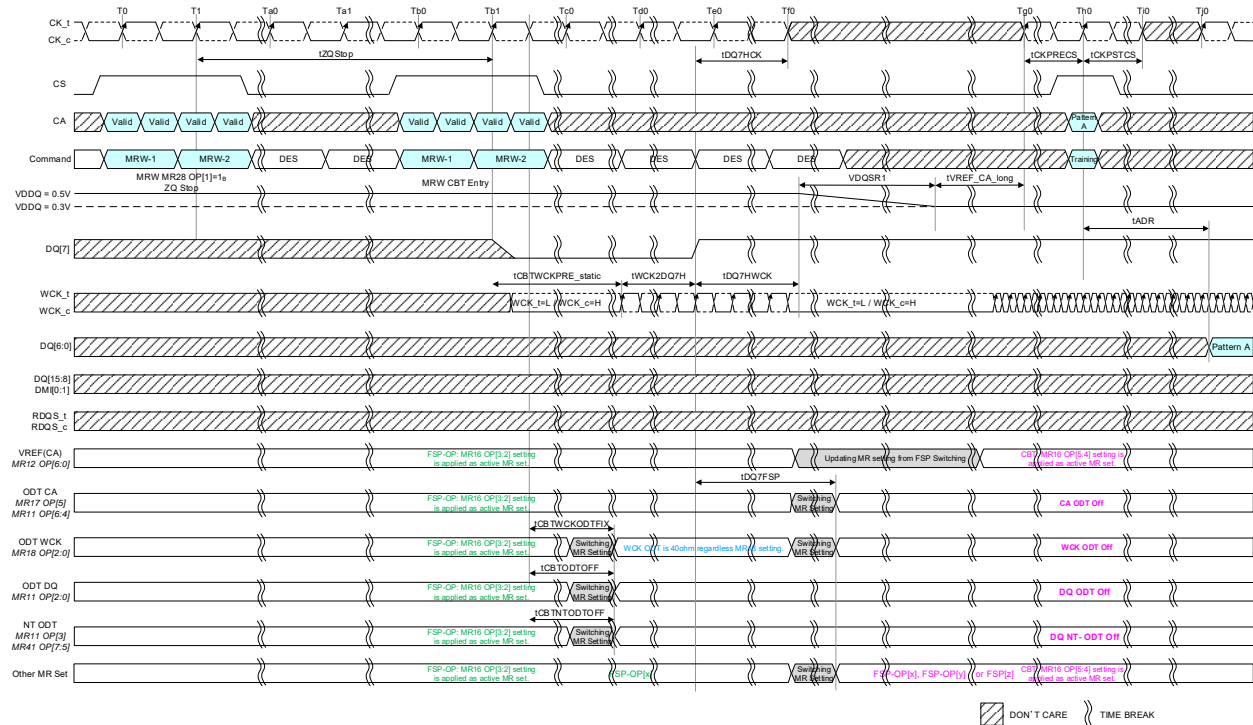 T0 T1 Ta0 Ta1 Tb0 Tb1 Tc0 Td0 Te0 Tf0 Tg0 Th0 Ti0 Tj0
CK_t
CK_c
tZQStop tDQ7HCK tCKPRECS tCKPSTCS
CS
CA Valid Valid Valid Valid Valid Valid Valid Valid Pattern
A
Command MRW-1 MRW-2 DES DES MRW-1 MRW-2 DES DES DES DES Training
MRW MR28 OP[1]=1B
ZQ Stop
MRW CBT Entry
VDDQ = 0.5V
VDDQ = 0.3V
VDQSR1 tVREF_CA_long
tADR
DQ[7]
tCBTWCKPRE_static tWCK2DQ7H tDQ7HWCK
WCK_t
WCK_c
WCK_t=L / WCK_c=H WCK_t=L / WCK_c=H
DQ[6:0] Pattern A
DQ[15:8]
DMI[0:1]
RDQS_t
RDQS_c
VREF(CA)
MR12 OP[6:0]
FSP-OP: MR16 OP[3:2] setting
is applied as active MR set.
Updating MR setting from FSP Switching
CBT: MR16 OP[5:4] setting is
applied as active MR set.
tDQ7FSP
ODT CA
MR17 OP[5]
MR11 OP[6:4]
FSP-OP: MR16 OP[3:2] setting
is applied as active MR set.
Switching
MR Setting
CA ODT Off
tCBTWCKODTFIX
ODT WCK
MR18 OP[2:0]
FSP-OP: MR16 OP[3:2] setting
is applied as active MR set.
Switching
MR Setting
WCK ODT is 40ohm regardless MR18 setting.
Switching
MR Setting
WCK ODT Off
tCBTODTOFF
ODT DQ
MR11 OP[2:0]
FSP-OP: MR16 OP[3:2] setting
is applied as active MR set.
Switching
MR Setting
DQ ODT Off
tCBTNTODTOFF
NT ODT
MR11 OP[3]
MR41 OP[7:5]
FSP-OP: MR16 OP[3:2] setting
is applied as active MR set.
Switching
MR Setting
DQ NT- ODT Off
Other MR Set
FSP-OP: MR16 OP[3:2] setting
is applied as active MR set.
FSP-OP[x]
Switching
MR Setting
FSP-OP[x], FSP-OP[y] or FSP[z]
CBT: MR16 OP[5:4] setting is
applied as active MR set.
DON'T CARE TIME BREAK